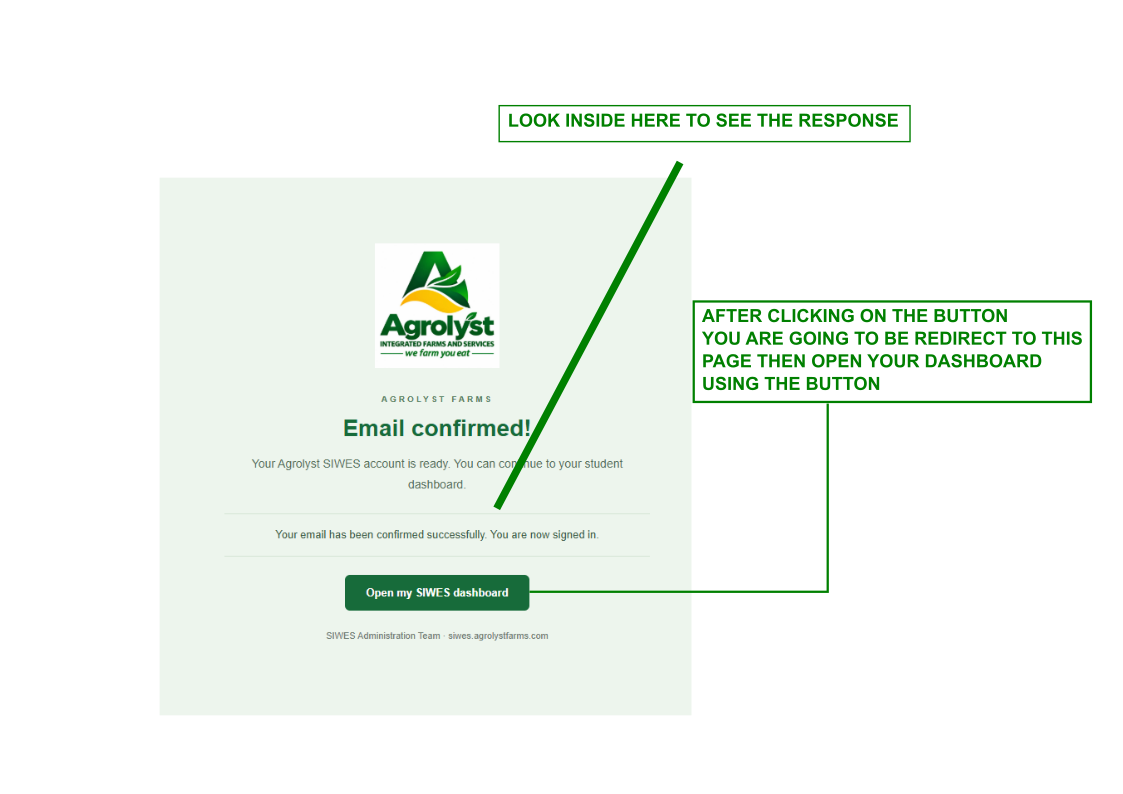 LOOK INSIDE HERE TO SEE THE RESPONSE
Agrolyst
INTEGRATED FARMS AND SERVICES
we farm you eat
AGROLYST FARMS
Email confirmed!
Your Agrolyst SIWES account is ready. You can continue to your student
dashboard.
Your email has been confirmed successfully. You are now signed in.
Open my SIWES dashboard
SIWES Administration Team · siwes.agrolystfarms.com
AFTER CLICKING ON THE BUTTON
YOU ARE GOING TO BE REDIRECT TO THIS
PAGE THEN OPEN YOUR DASHBOARD
USING THE BUTTON